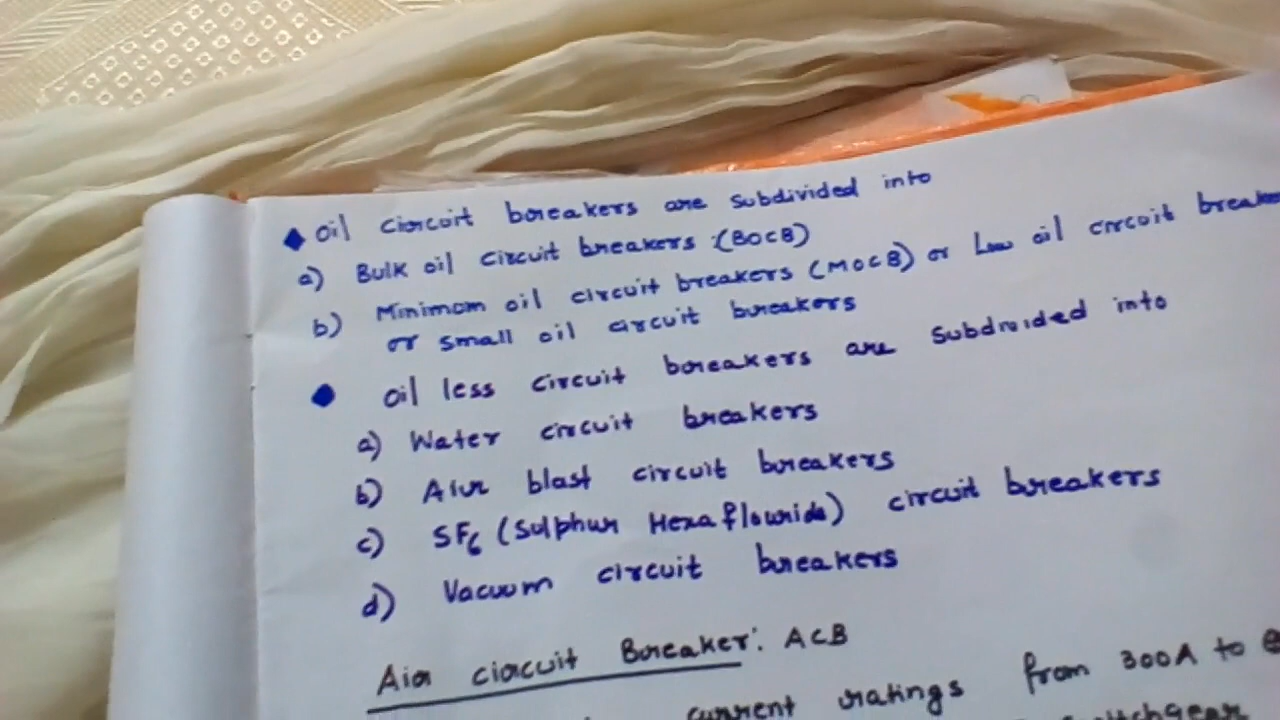 oil circuit breakers are subdivided into
a) Bulk oil circuit breakers :(BOCB)
b) Minimum oil circuit breakers (MOCB) or Low oil circuit
or small oil circuit breakers
oil less circuit breakers are subdivided into
a) Water circuit breakers
b) Air blast circuit breakers
c) SF6 (Sulphur Hexaflouride) circuit breakers
d) Vacuum circuit breakers
Air circuit Breaker: ACB
current ratings from 300A to